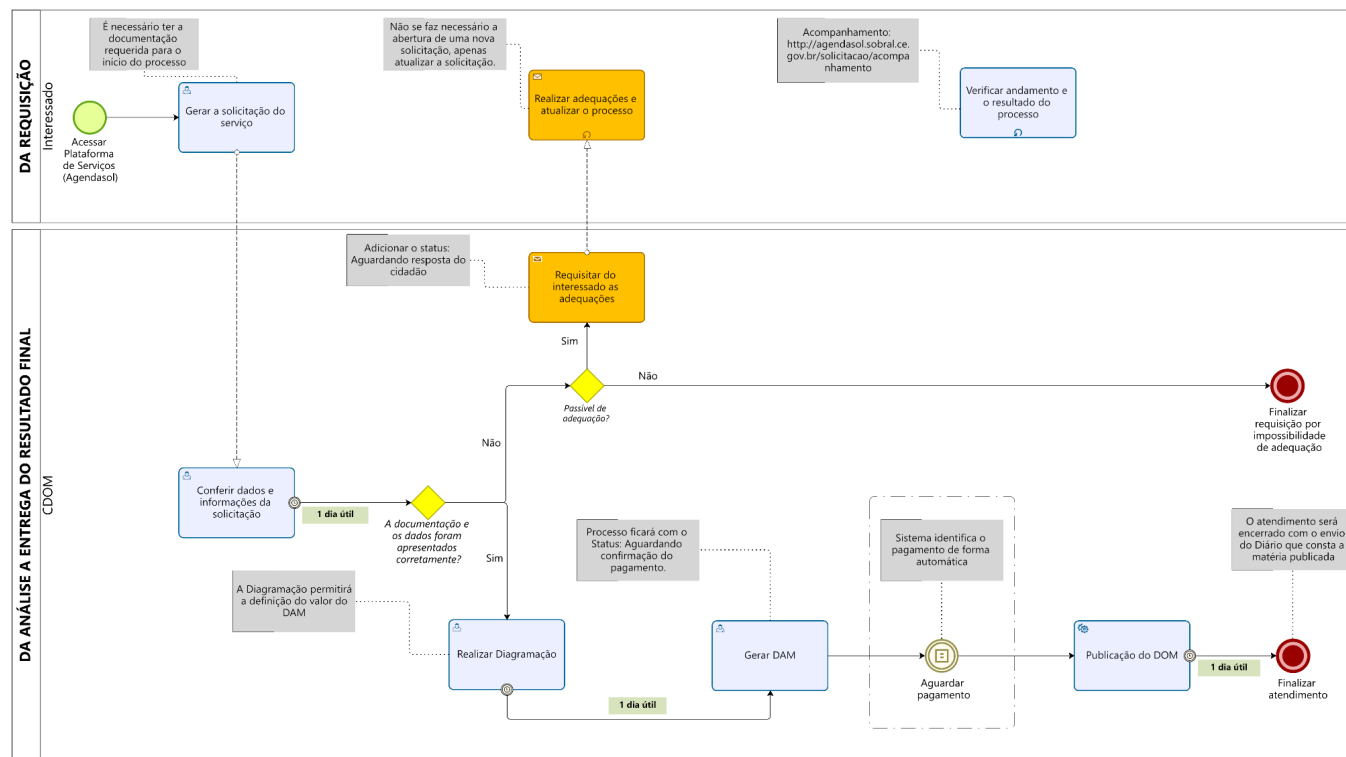 DA REQUISIÇÃO
Interessado
É necessário ter a
documentação
requerida para o
início do processo
Não se faz necessário a
abertura de uma nova
solicitação, apenas
atualizar a solicitação.
Acompanhamento:
http://agendasol.sobral.ce.
gov.br/solicitacao/acompa
nhamento
Acessar
Plataforma
de Serviços
(Agendasol)
Gerar a solicitação do
serviço
Realizar adequações e
atualizar o processo
Verificar andamento e
o resultado do
processo
DA ANÁLISE A ENTREGA DO RESULTADO FINAL
CDOM
Adicionar o status:
Aguardando resposta do
cidadão
Requisitar do
interessado as
adequações
Sim
Passível de
adequação?
Não
Finalizar
requisição por
impossibilidade
de adequação
Não
Conferir dados e
informações da
solicitação
1 dia útil
A documentação e
os dados foram
apresentados
corretamente?
Sim
A Diagramação permitirá
a definição do valor do
DAM
Realizar Diagramação
1 dia útil
Processo ficará com o
Status: Aguardando
confirmação do
pagamento.
Gerar DAM
Sistema identifica o
pagamento de forma
automática
Aguardar
pagamento
Publicação do DOM
1 dia útil
O atendimento será
encerrado com o envio
do Diário que consta a
matéria publicada
Finalizar
atendimento